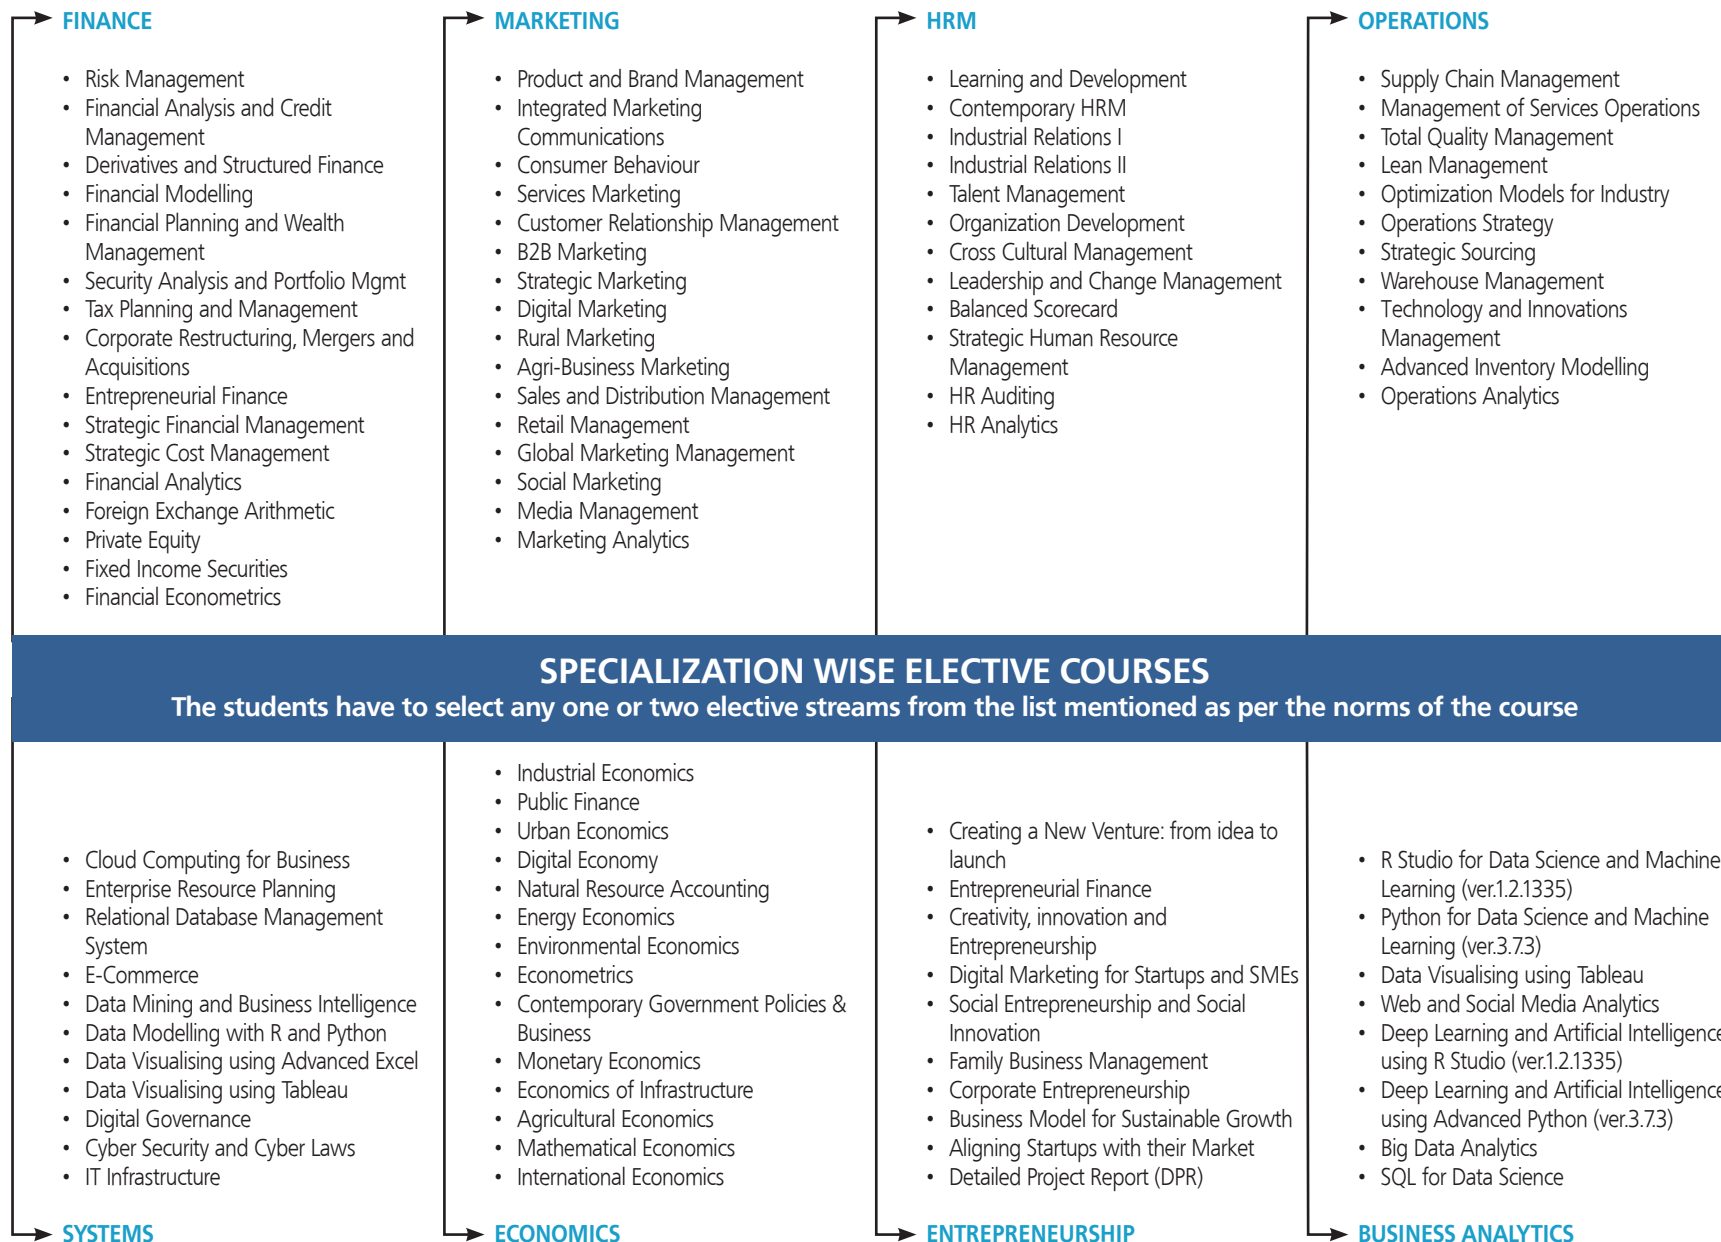 FINANCE
• Risk Management
• Financial Analysis and Credit
Management
• Derivatives and Structured Finance
• Financial Modelling
• Financial Planning and Wealth
Management
• Security Analysis and Portfolio Mgmt
• Tax Planning and Management
• Corporate Restructuring, Mergers and
Acquisitions
• Entrepreneurial Finance
• Strategic Financial Management
• Strategic Cost Management
• Financial Analytics
• Foreign Exchange Arithmetic
• Private Equity
• Fixed Income Securities
• Financial Econometrics
MARKETING
• Product and Brand Management
• Integrated Marketing
Communications
• Consumer Behaviour
• Services Marketing
• Customer Relationship Management
• B2B Marketing
• Strategic Marketing
• Digital Marketing
• Rural Marketing
• Agri-Business Marketing
• Sales and Distribution Management
• Retail Management
• Global Marketing Management
• Social Marketing
• Media Management
• Marketing Analytics
HRM
• Learning and Development
• Contemporary HRM
• Industrial Relations I
• Industrial Relations II
• Talent Management
• Organization Development
• Cross Cultural Management
• Leadership and Change Management
• Balanced Scorecard
• Strategic Human Resource
Management
• HR Auditing
• HR Analytics
OPERATIONS
• Supply Chain Management
• Management of Services Operations
• Total Quality Management
• Lean Management
• Optimization Models for Industry
• Operations Strategy
• Strategic Sourcing
• Warehouse Management
• Technology and Innovations
Management
• Advanced Inventory Modelling
• Operations Analytics
SPECIALIZATION WISE ELECTIVE COURSES
The students have to select any one or two elective streams from the list mentioned as per the norms of the course
• Cloud Computing for Business
• Enterprise Resource Planning
• Relational Database Management
System
• E-Commerce
• Data Mining and Business Intelligence
• Data Modelling with R and Python
• Data Visualising using Advanced Excel
• Data Visualising using Tableau
• Digital Governance
• Cyber Security and Cyber Laws
• IT Infrastructure
SYSTEMS
• Industrial Economics
• Public Finance
• Urban Economics
• Digital Economy
• Natural Resource Accounting
• Energy Economics
• Environmental Economics
• Econometrics
• Contemporary Government Policies &
Business
• Monetary Economics
• Economics of Infrastructure
• Agricultural Economics
• Mathematical Economics
• International Economics
ECONOMICS
• Creating a New Venture: from idea to
launch
• Entrepreneurial Finance
• Creativity, innovation and
Entrepreneurship
• Digital Marketing for Startups and SMEs
• Social Entrepreneurship and Social
Innovation
• Family Business Management
• Corporate Entrepreneurship
• Business Model for Sustainable Growth
• Aligning Startups with their Market
• Detailed Project Report (DPR)
ENTREPRENEURSHIP
• R Studio for Data Science and Machine
Learning (ver.1.2.1335)
• Python for Data Science and Machine
Learning (ver.3.7.3)
• Data Visualising using Tableau
• Web and Social Media Analytics
• Deep Learning and Artificial Intelligence
using R Studio (ver.1.2.1335)
• Deep Learning and Artificial Intelligence
using Advanced Python (ver.3.7.3)
• Big Data Analytics
• SQL for Data Science
BUSINESS ANALYTICS